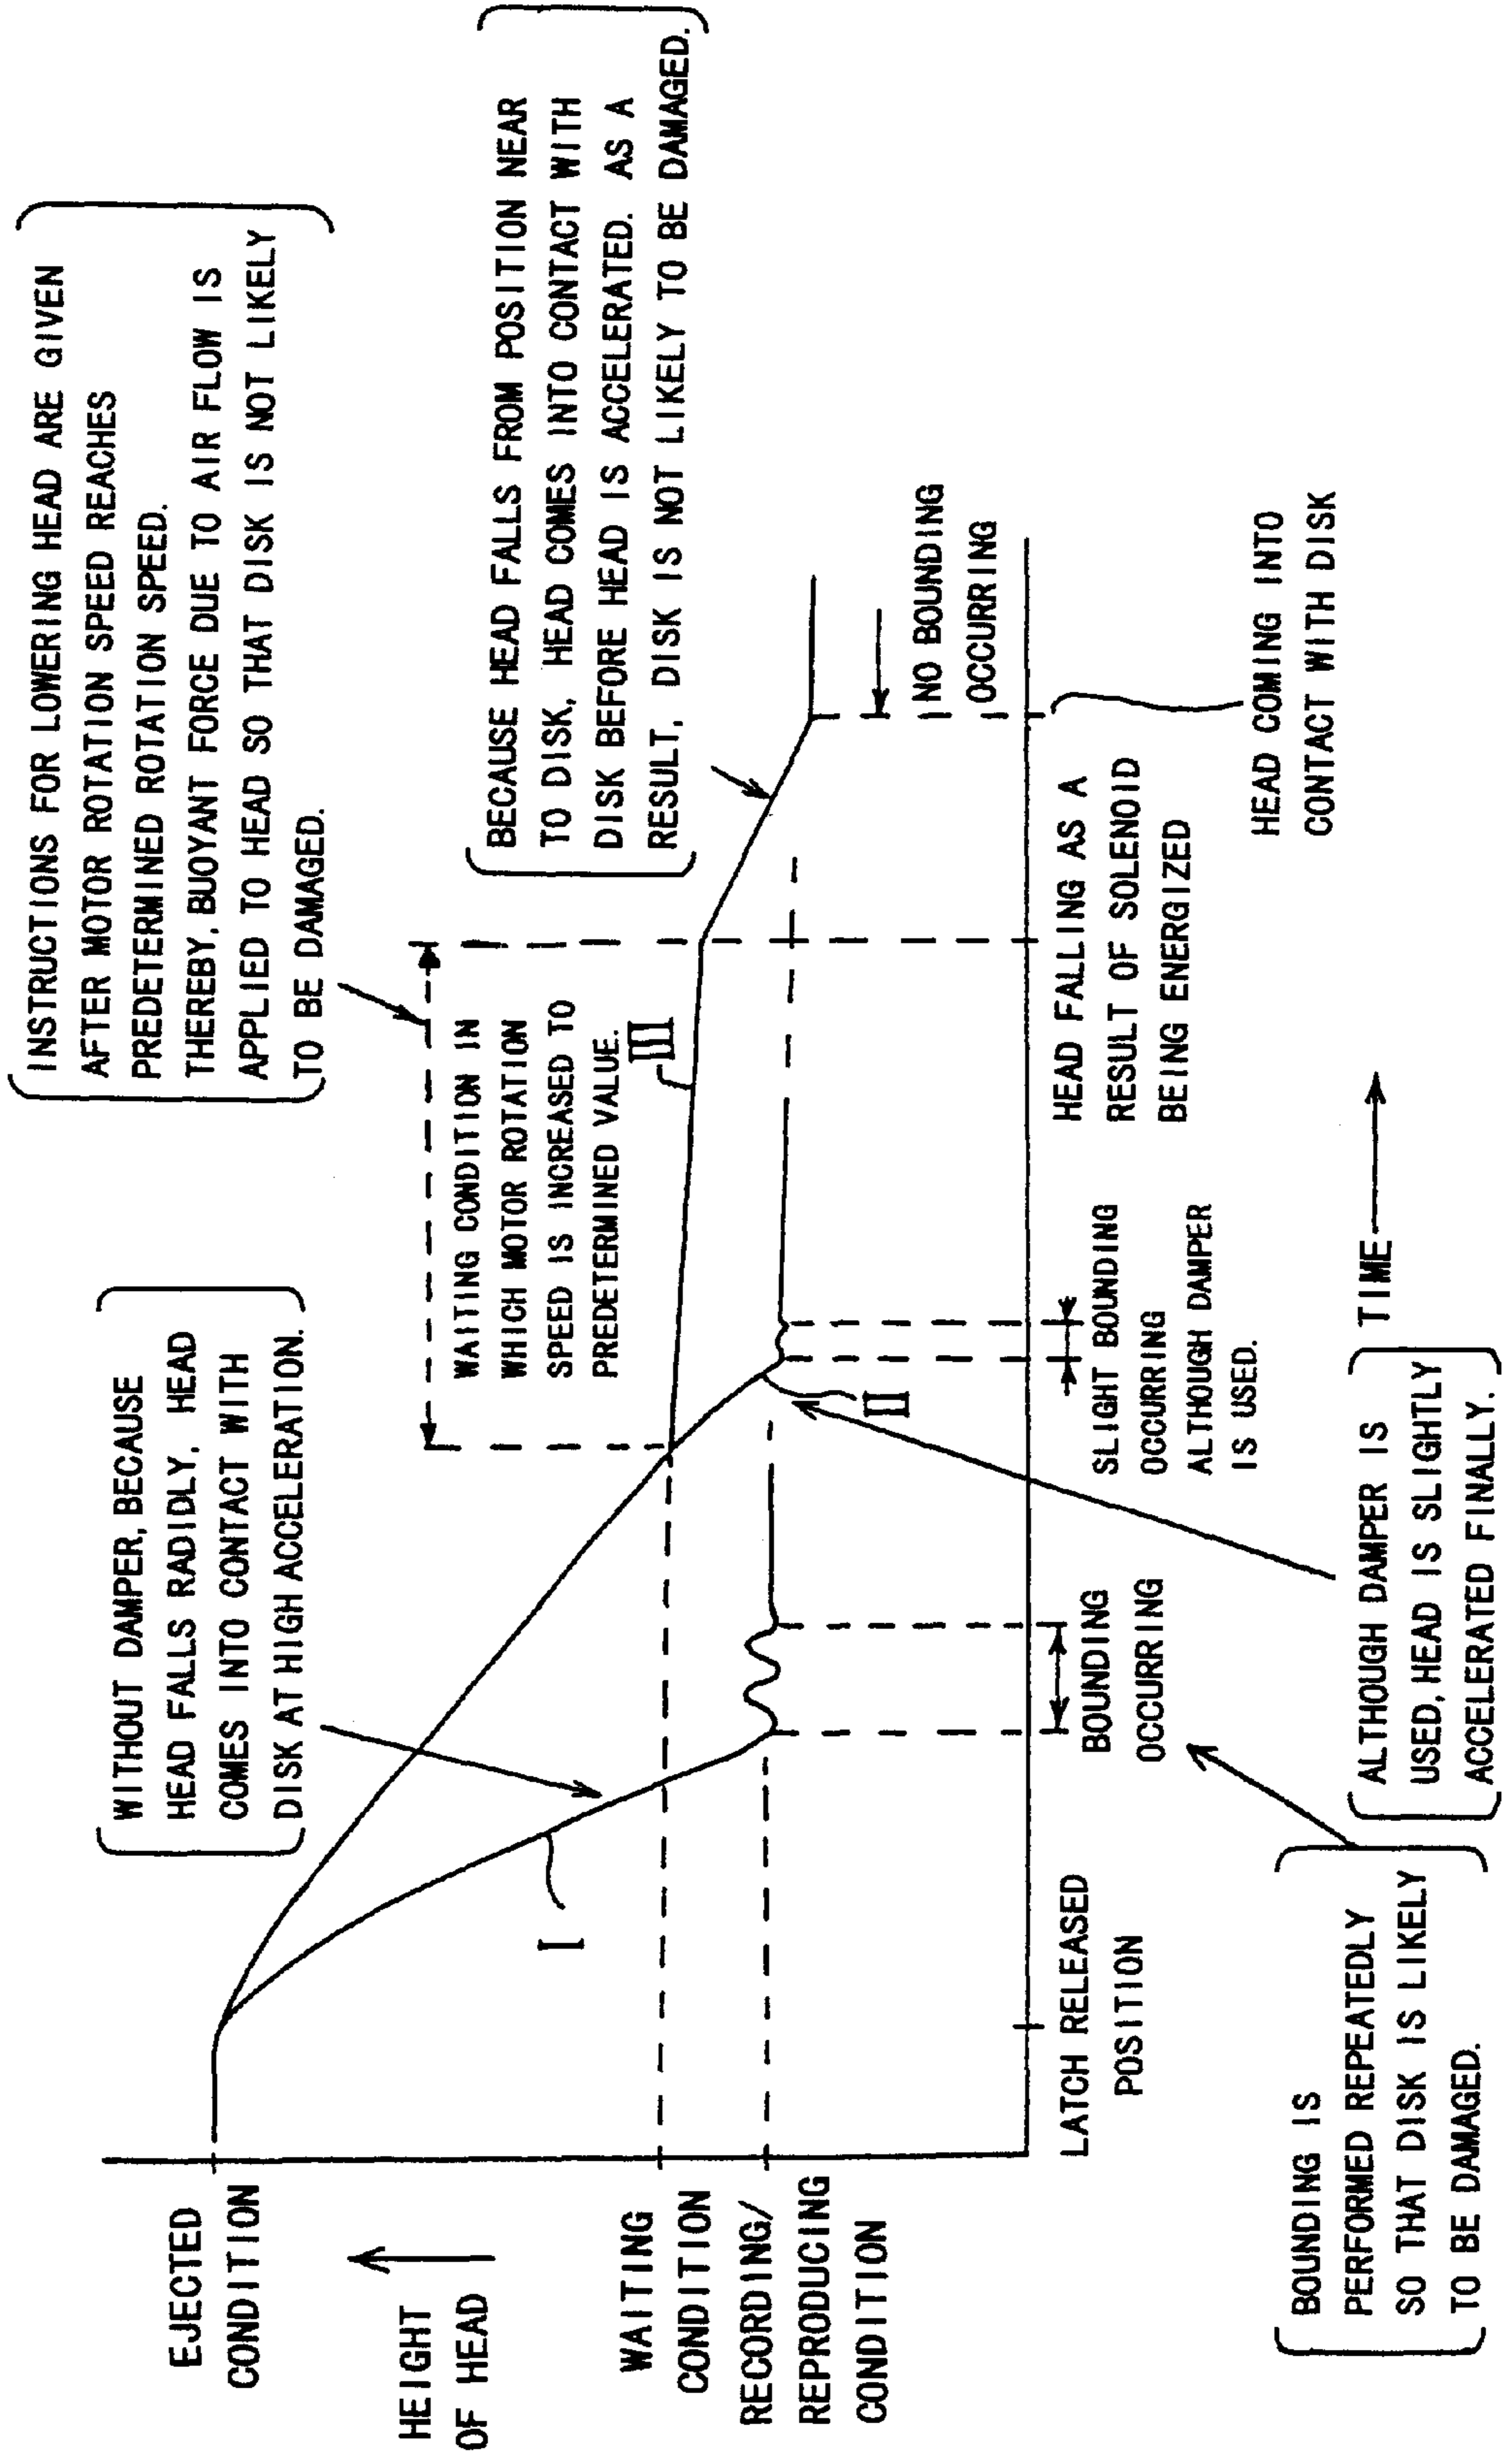 INSTRUCTIONS FOR LOWERING HEAD ARE GIVEN
AFTER MOTOR ROTATION SPEED REACHES
PREDETERMINED ROTATION SPEED.
THEREBY, BUOYANT FORCE DUE TO AIR FLOW IS
APPLIED TO HEAD SO THAT DISK IS NOT LIKELY
TO BE DAMAGED.
WITHOUT DAMPER, BECAUSE
HEAD FALLS RADIDLY, HEAD
COMES INTO CONTACT WITH
DISK AT HIGH ACCELERATION.
EJECTED
CONDITION
HEIGHT
OF HEAD
WAITING CONDITION IN
WHICH MOTOR ROTATION
SPEED IS INCREASED TO
PREDETERMINED VALUE.
BECAUSE HEAD FALLS FROM POSITION NEAR
TO DISK, HEAD COMES INTO CONTACT WITH
DISK BEFORE HEAD IS ACCELERATED. AS A
RESULT, DISK IS NOT LIKELY TO BE DAMAGED.
I
III
WAITING
CONDITION
RECORDING/
REPRODUCING
CONDITION
II
NO BOUNDING
OCCURRING
LATCH RELEASED
POSITION
BOUNDING
OCCURRING
SLIGHT BOUNDING
OCCURRING
ALTHOUGH DAMPER
IS USED.
HEAD FALLING AS A
RESULT OF SOLENOID
BEING ENERGIZED
HEAD COMING INTO
CONTACT WITH DISK
TIME
BOUNDING IS
PERFORMED REPEATEDLY
SO THAT DISK IS LIKELY
TO BE DAMAGED.
ALTHOUGH DAMPER IS
USED, HEAD IS SLIGHTLY
ACCELERATED FINALLY.